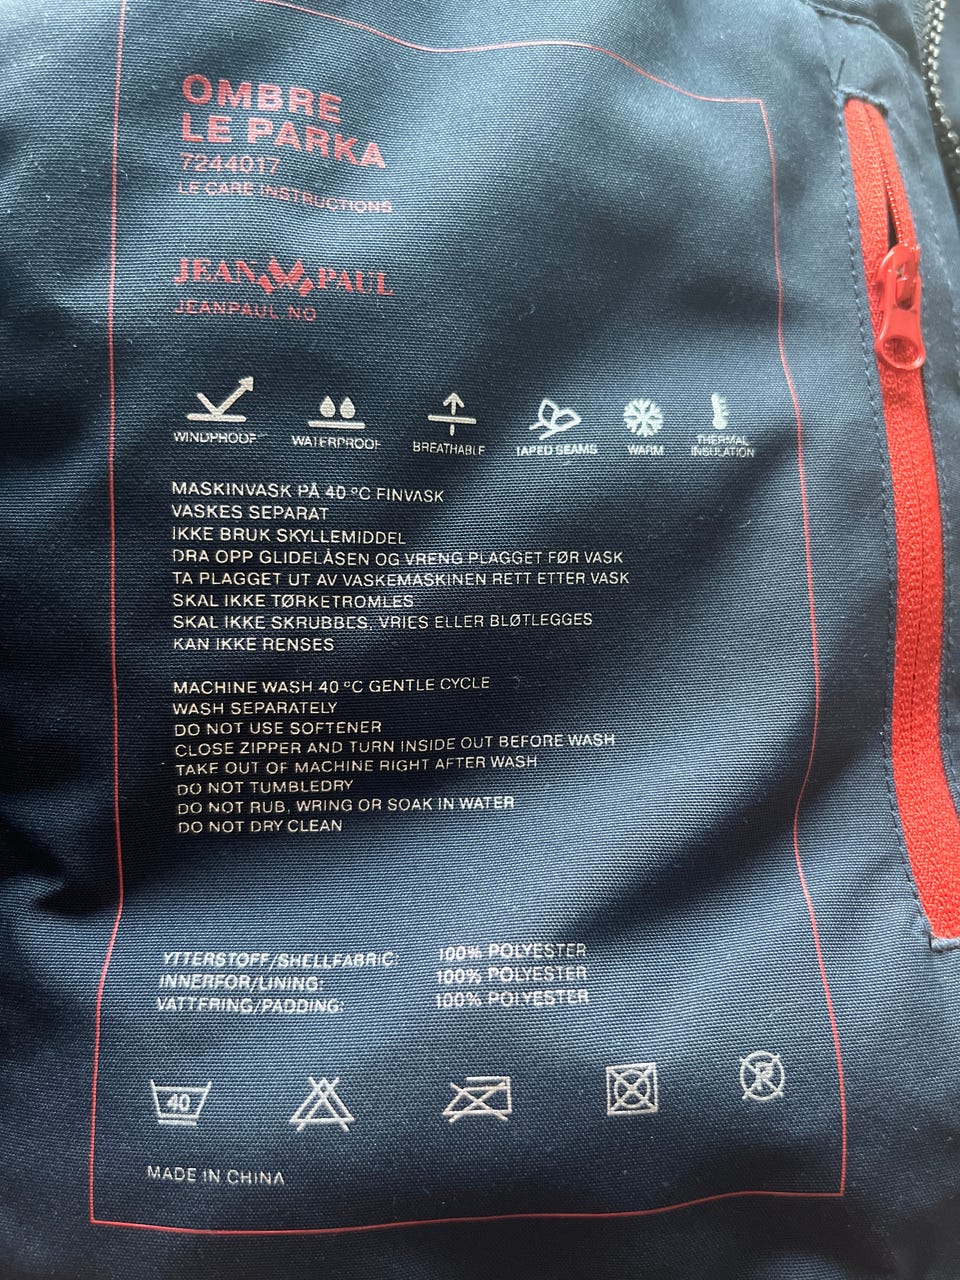 OMBRE
LE PARKA
7244017
LE CARE INSTRUCTIONS
JEAN PAUL
JEANPAUL.NO
WINDPROOF WATERPROOF BREATHABLE TAPED SEAMS WARM THERMAL INSULATION
MASKINVASK PÅ 40 ºC FINVASK
VASKES SEPARAT
IKKE BRUK SKYLLEMIDDEL
DRA OPP GLIDELÅSEN OG VRENG PLAGGET FØR VASK
TA PLAGGET UT AV VASKEMASKINEN RETT ETTER VASK
SKAL IKKE TØRKETROMLES
SKAL IKKE SKRUBBES, VRIES ELLER BLØTLEGGES
KAN IKKE RENSES
MACHINE WASH 40 ºC GENTLE CYCLE
WASH SEPARATELY
DO NOT USE SOFTENER
CLOSE ZIPPER AND TURN INSIDE OUT BEFORE WASH
TAKE OUT OF MACHINE RIGHT AFTER WASH
DO NOT TUMBLEDRY
DO NOT RUB, WRING OR SOAK IN WATER
DO NOT DRY CLEAN
YTTERSTOFF/SHELLFABRIC: 100% POLYESTER
INNERFOR/LINING: 100% POLYESTER
VATTERING/PADDING: 100% POLYESTER
40 P
MADE IN CHINA